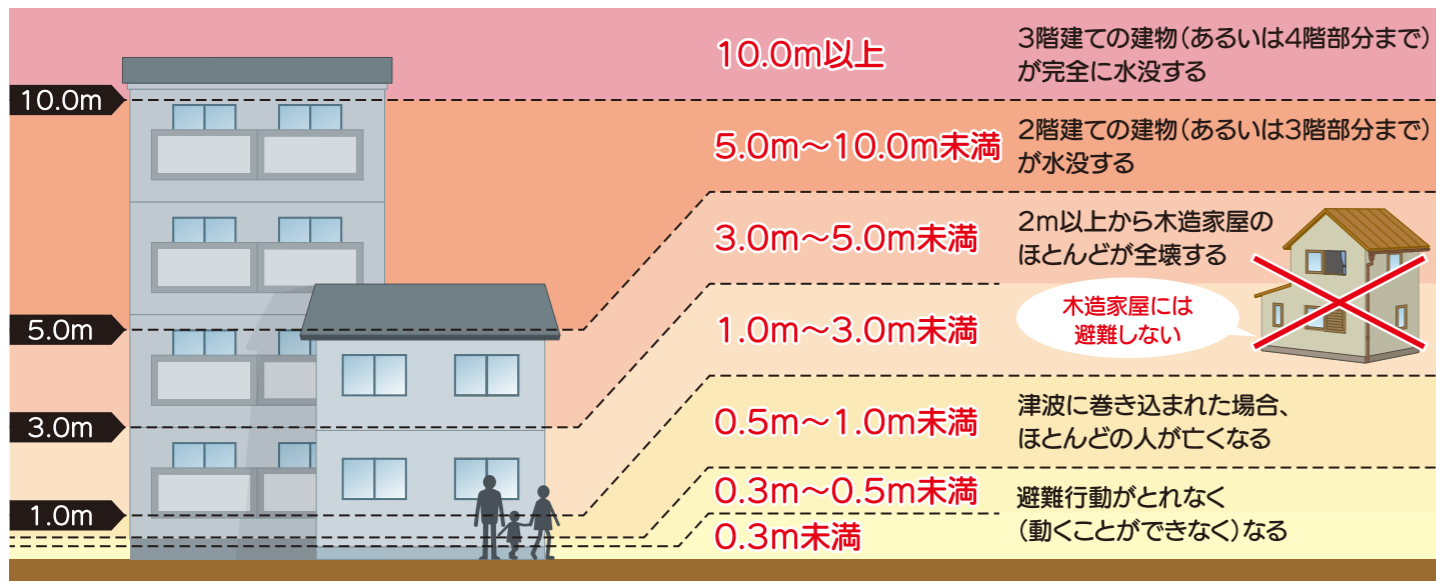 10.0m以上
3階建ての建物(あるいは4階部分まで)
が完全に水没する
10.0m
5.0m～10.0m未満
2階建ての建物(あるいは3階部分まで)
が水没する
3.0m～5.0m未満
2m以上から木造家屋の
ほとんどが全壊する
木造家屋には
避難しない
5.0m
1.0m～3.0m未満
3.0m
0.5m～1.0m未満
津波に巻き込まれた場合、
ほとんどの人が亡くなる
1.0m
0.3m～0.5m未満
0.3m未満
避難行動がとれなく
(動くことができなく)なる